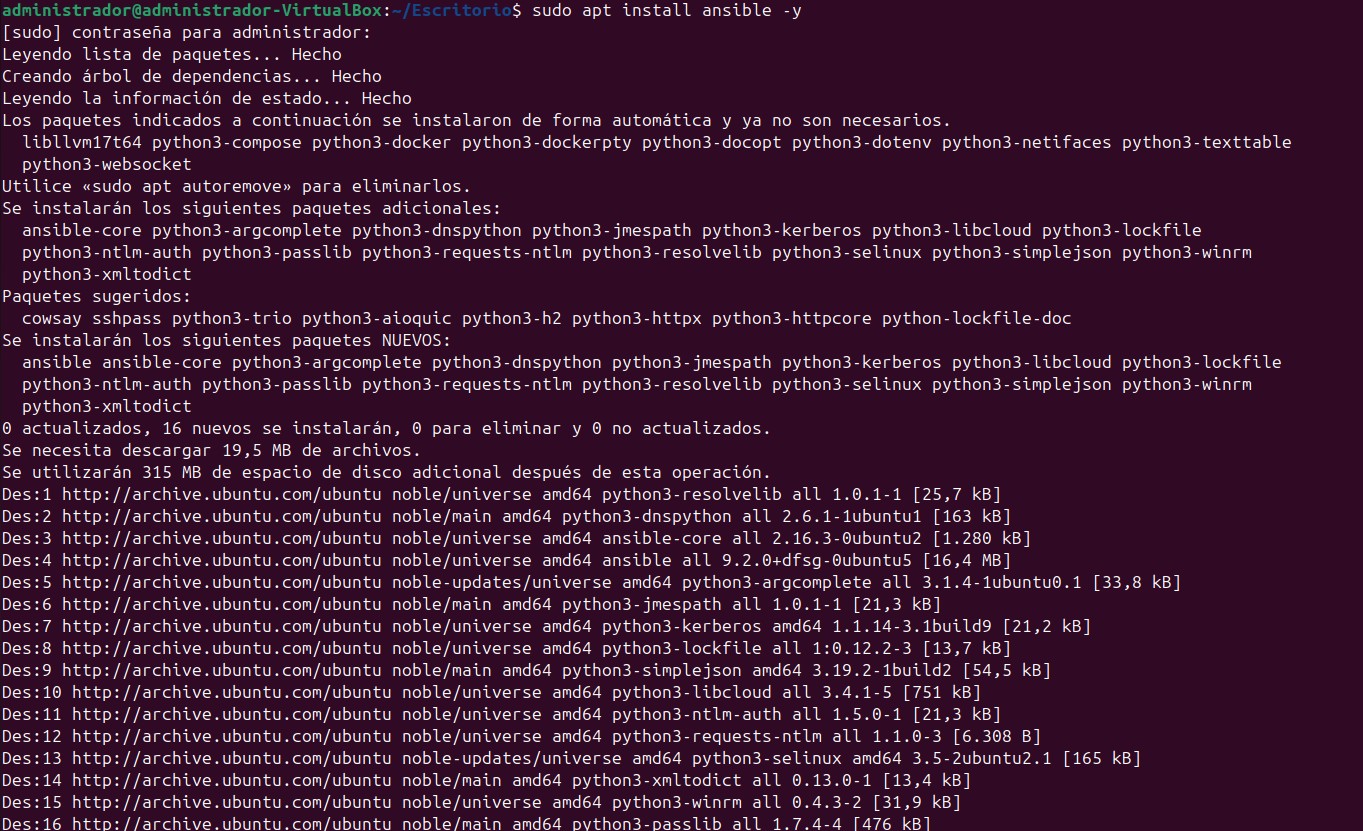 administrador@administrador-VirtualBox:~/Escritorio$ sudo apt install ansible -y
[sudo] contraseña para administrador:
Leyendo lista de paquetes... Hecho
Creando árbol de dependencias... Hecho
Leyendo la información de estado... Hecho
Los paquetes indicados a continuación se instalaron de forma automática y ya no son necesarios.
  libllvm17t64 python3-compose python3-docker python3-dockerpty python3-docopt python3-dotenv python3-netifaces python3-texttable
  python3-websocket
Utilice «sudo apt autoremove» para eliminarlos.
Se instalarán los siguientes paquetes adicionales:
  ansible-core python3-argcomplete python3-dnspython python3-jmespath python3-kerberos python3-libcloud python3-lockfile
  python3-ntlm-auth python3-passlib python3-requests-ntlm python3-resolvelib python3-selinux python3-simplejson python3-winrm
  python3-xmltodict
Paquetes sugeridos:
  cowsay sshpass python3-trio python3-aioquic python3-h2 python3-httpx python3-httpcore python-lockfile-doc
Se instalarán los siguientes paquetes NUEVOS:
  ansible ansible-core python3-argcomplete python3-dnspython python3-jmespath python3-kerberos python3-libcloud python3-lockfile
  python3-ntlm-auth python3-passlib python3-requests-ntlm python3-resolvelib python3-selinux python3-simplejson python3-winrm
  python3-xmltodict
0 actualizados, 16 nuevos se instalarán, 0 para eliminar y 0 no actualizados.
Se necesita descargar 19,5 MB de archivos.
Se utilizarán 315 MB de espacio de disco adicional después de esta operación.
Des:1 http://archive.ubuntu.com/ubuntu noble/universe amd64 python3-resolvelib all 1.0.1-1 [25,7 kB]
Des:2 http://archive.ubuntu.com/ubuntu noble/main amd64 python3-dnspython all 2.6.1-1ubuntu1 [163 kB]
Des:3 http://archive.ubuntu.com/ubuntu noble/universe amd64 ansible-core all 2.16.3-0ubuntu2 [1.280 kB]
Des:4 http://archive.ubuntu.com/ubuntu noble/universe amd64 ansible all 9.2.0+dfsg-0ubuntu5 [16,4 MB]
Des:5 http://archive.ubuntu.com/ubuntu noble-updates/universe amd64 python3-argcomplete all 3.1.4-1ubuntu0.1 [33,8 kB]
Des:6 http://archive.ubuntu.com/ubuntu noble/main amd64 python3-jmespath all 1.0.1-1 [21,3 kB]
Des:7 http://archive.ubuntu.com/ubuntu noble/universe amd64 python3-kerberos amd64 1.1.14-3.1build9 [21,2 kB]
Des:8 http://archive.ubuntu.com/ubuntu noble/universe amd64 python3-lockfile all 1:0.12.2-3 [13,7 kB]
Des:9 http://archive.ubuntu.com/ubuntu noble/main amd64 python3-simplejson amd64 3.19.2-1build2 [54,5 kB]
Des:10 http://archive.ubuntu.com/ubuntu noble/universe amd64 python3-libcloud all 3.4.1-5 [751 kB]
Des:11 http://archive.ubuntu.com/ubuntu noble/universe amd64 python3-ntlm-auth all 1.5.0-1 [21,3 kB]
Des:12 http://archive.ubuntu.com/ubuntu noble/universe amd64 python3-requests-ntlm all 1.1.0-3 [6.308 B]
Des:13 http://archive.ubuntu.com/ubuntu noble-updates/universe amd64 python3-selinux amd64 3.5-2ubuntu2.1 [165 kB]
Des:14 http://archive.ubuntu.com/ubuntu noble/main amd64 python3-xmltodict all 0.13.0-1 [13,4 kB]
Des:15 http://archive.ubuntu.com/ubuntu noble/universe amd64 python3-winrm all 0.4.3-2 [31,9 kB]
Des:16 http://archive.ubuntu.com/ubuntu noble/main amd64 python3-passlib all 1.7.4-4 [476 kB]